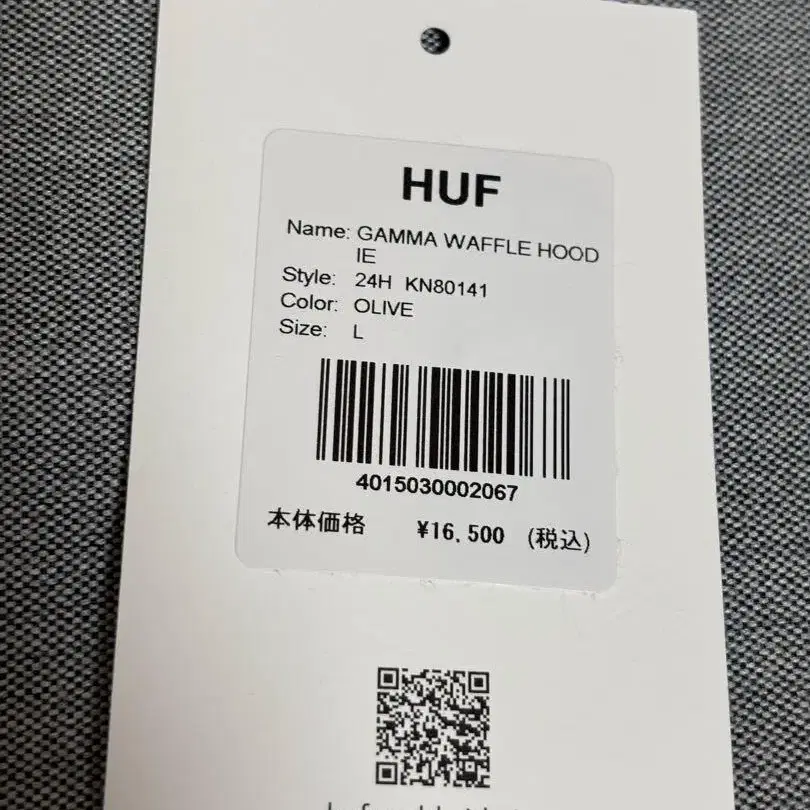 HUF
Name: GAMMA WAFFLE HOOD
IE
Style: 24H KN80141
Color: OLIVE
Size: L
4015030002067
本体価格 ¥16,500 (税込)